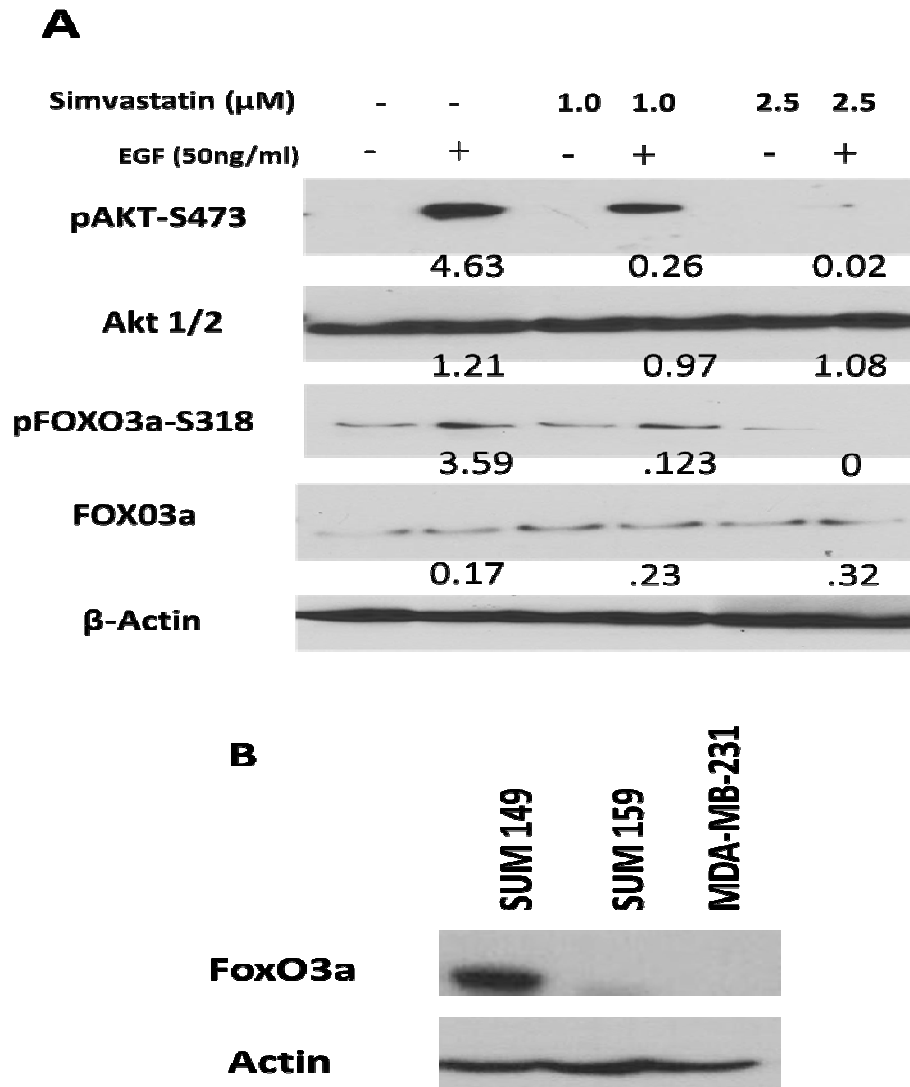 A
Simvastatin (μM) - - 1.0 1.0 2.5 2.5
EGF (50ng/ml) - + - + - +
pAKT-S473
4.63 0.26 0.02
Akt 1/2
1.21 0.97 1.08
pFOXO3a-S318
3.59 .123 0
FOX03a
0.17 .23 .32
β-Actin
B
SUM 149
SUM 159
MDA-MB-231
FoxO3a
Actin